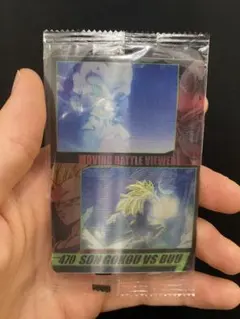 MOVING BATTLE VIEWER
470 SON GOKOU VS BUU